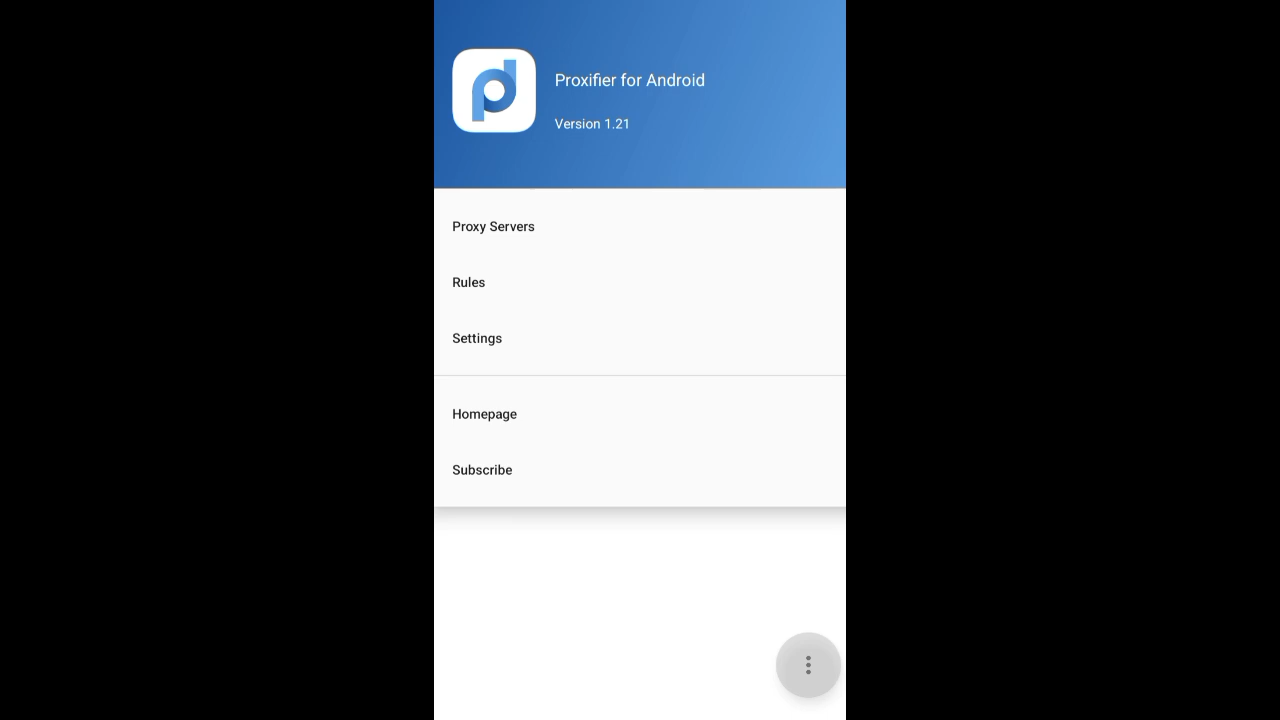 Proxifier for Android
Version 1.21
Proxy Servers
Rules
Settings
Homepage
Subscribe